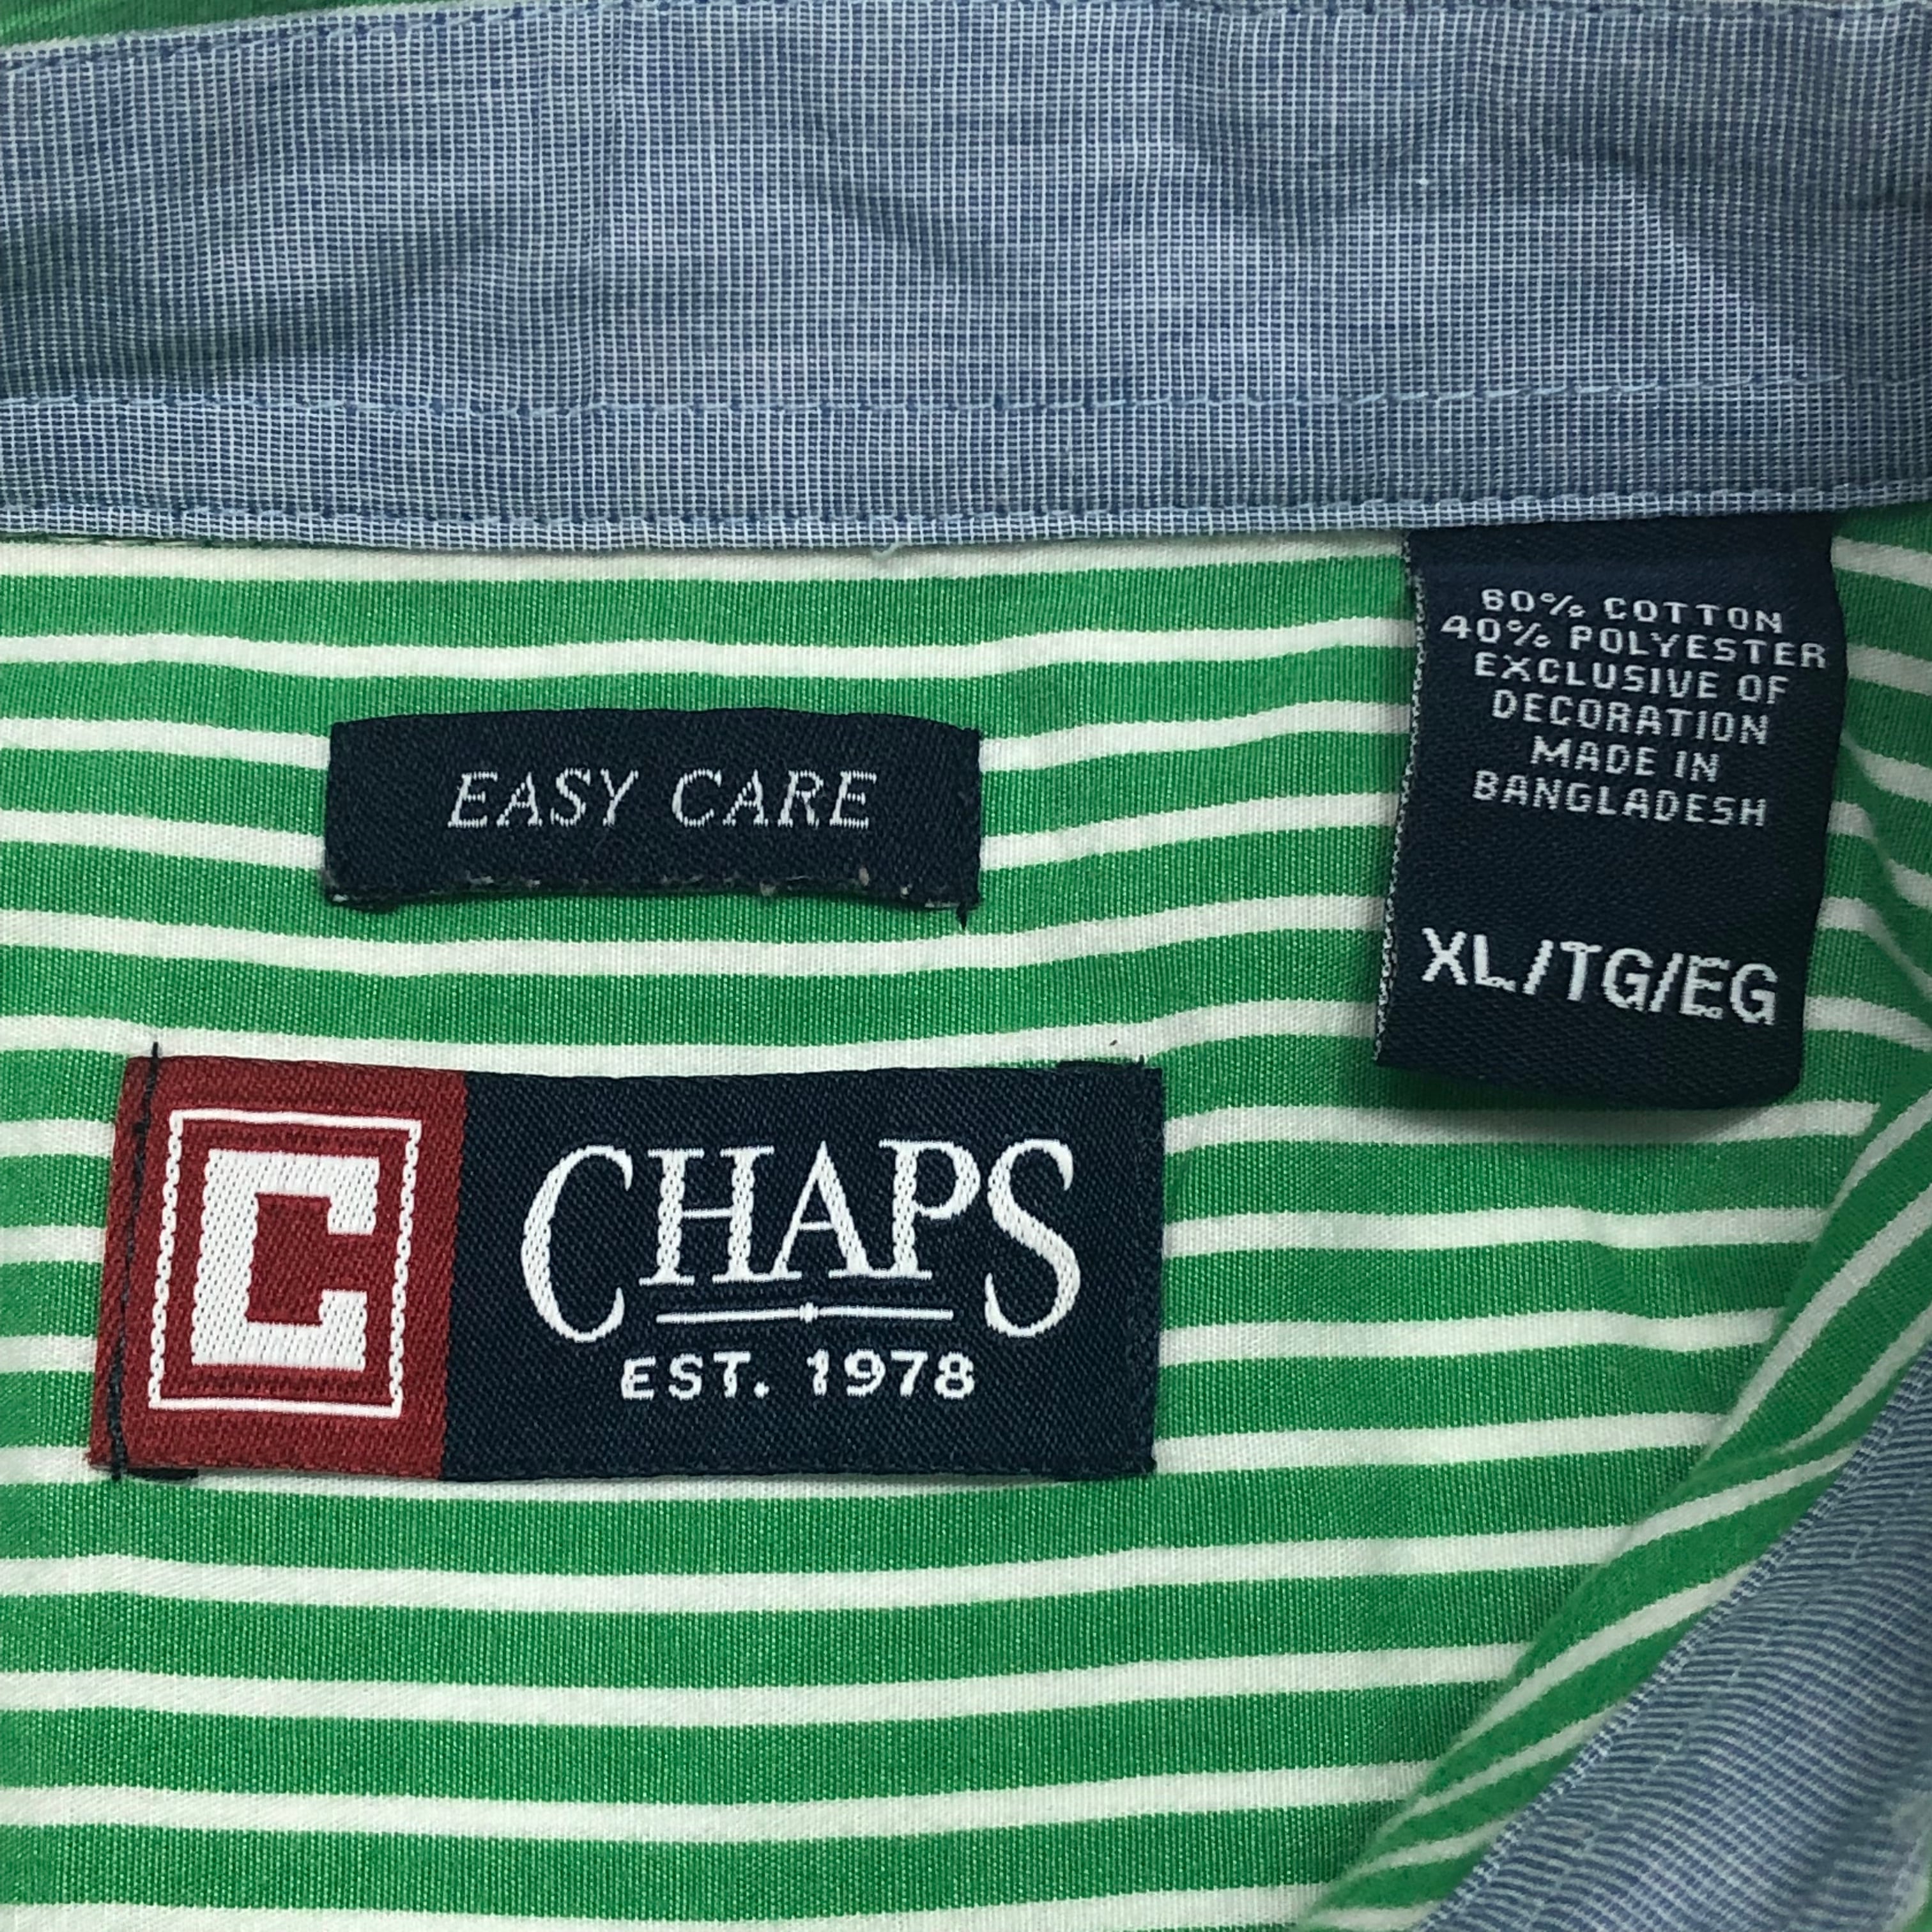 60% COTTON
40% POLYESTER
EXCLUSIVE OF
DECORATION
MADE IN
BANGLADESH
XL/TG/EG
EASY CARE
C
CHAPS
EST. 1978